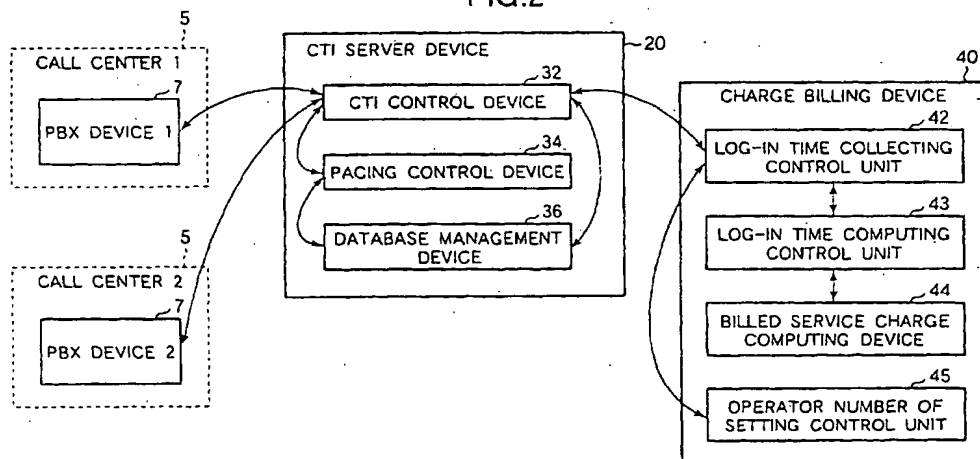 FIG.2
5
CALL CENTER 1
7
PBX DEVICE 1
5
CALL CENTER 2
7
PBX DEVICE 2
20
CTI SERVER DEVICE
32
CTI CONTROL DEVICE
34
PACING CONTROL DEVICE
36
DATABASE MANAGEMENT
DEVICE
40
CHARGE BILLING DEVICE
42
LOG-IN TIME COLLECTING
CONTROL UNIT
43
LOG-IN TIME COMPUTING
CONTROL UNIT
44
BILLED SERVICE CHARGE
COMPUTING DEVICE
45
OPERATOR NUMBER OF
SETTING CONTROL UNIT